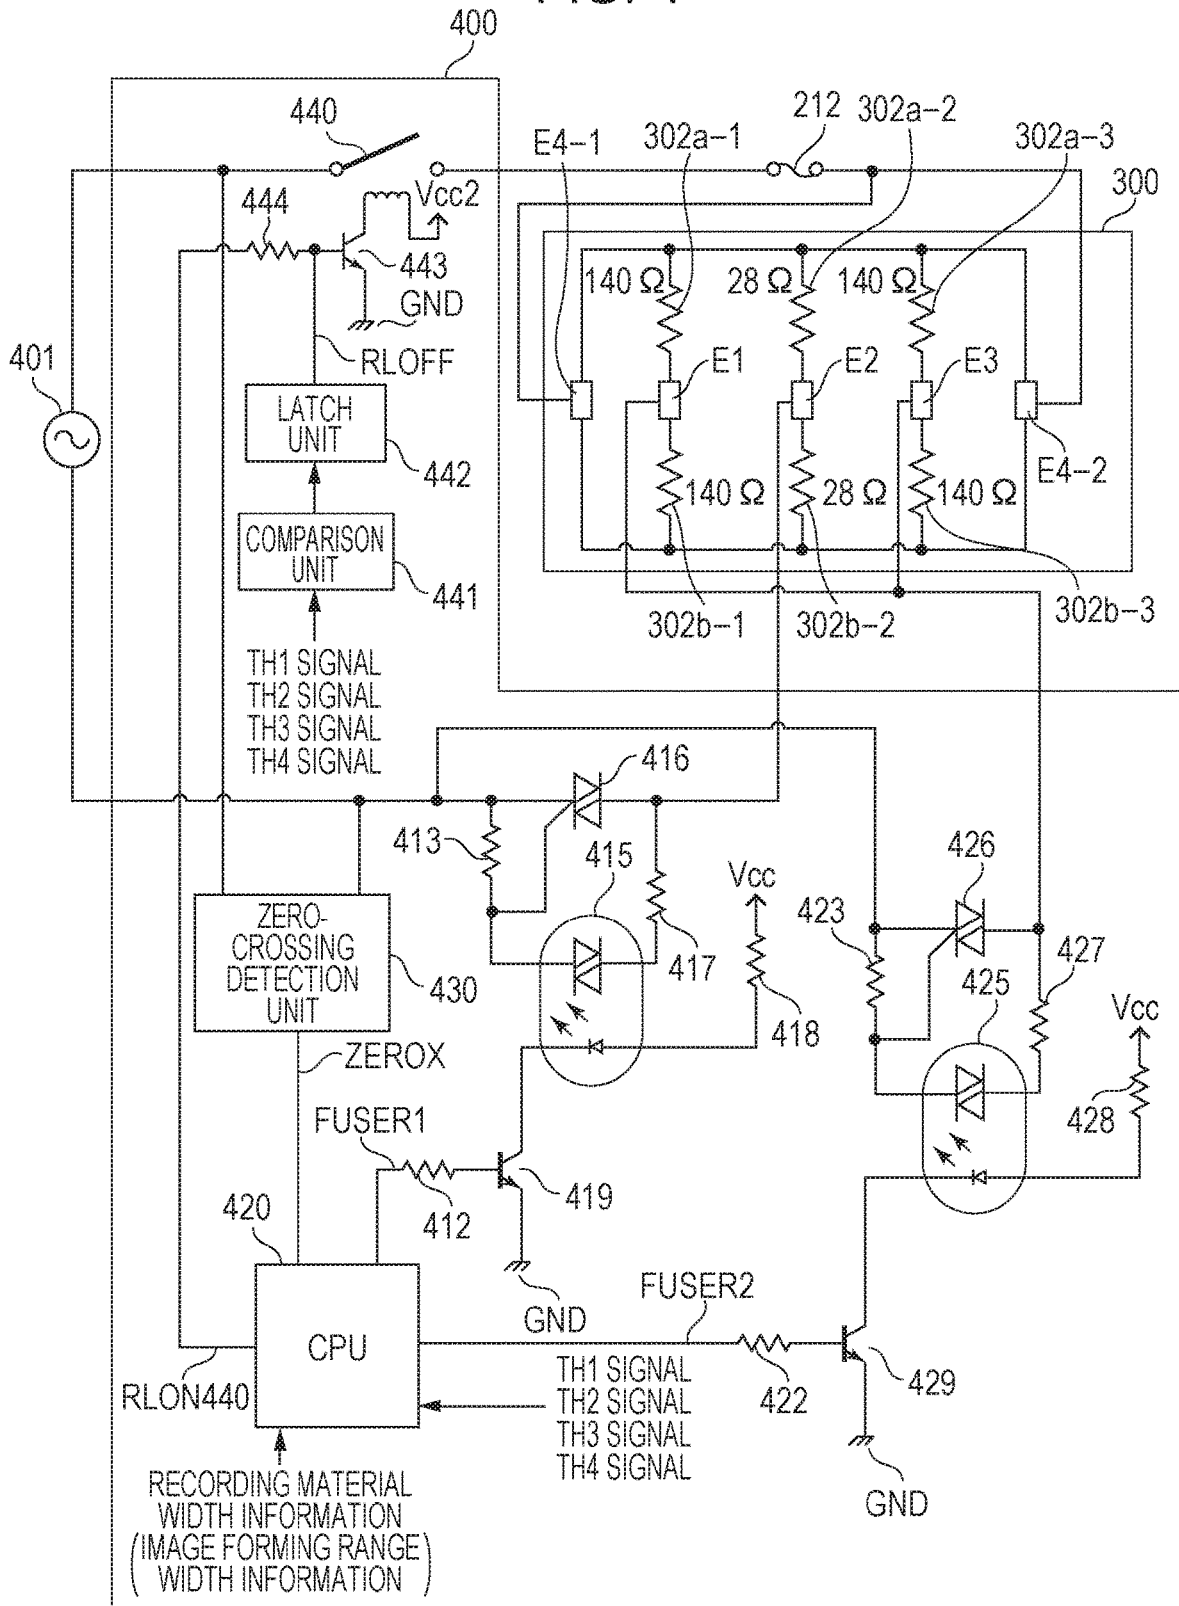 400
440
E4-1
302a-1
212
302a-2
302a-3
300
444
Vcc2
443
GND
RLOFF
401
LATCH
UNIT
442
COMPARISON
UNIT
441
TH1 SIGNAL
TH2 SIGNAL
TH3 SIGNAL
TH4 SIGNAL
140 Ω
28 Ω
140 Ω
E1
E2
E3
E4-2
140 Ω
28 Ω
140 Ω
302b-1
302b-2
302b-3
416
413
415
417
Vcc
418
426
423
425
427
Vcc
428
ZERO-
CROSSING
DETECTION
UNIT
430
ZEROX
FUSER1
412
419
GND
420
CPU
RLON440
FUSER2
422
429
GND
TH1 SIGNAL
TH2 SIGNAL
TH3 SIGNAL
TH4 SIGNAL
RECORDING MATERIAL
WIDTH INFORMATION
(IMAGE FORMING RANGE
WIDTH INFORMATION)